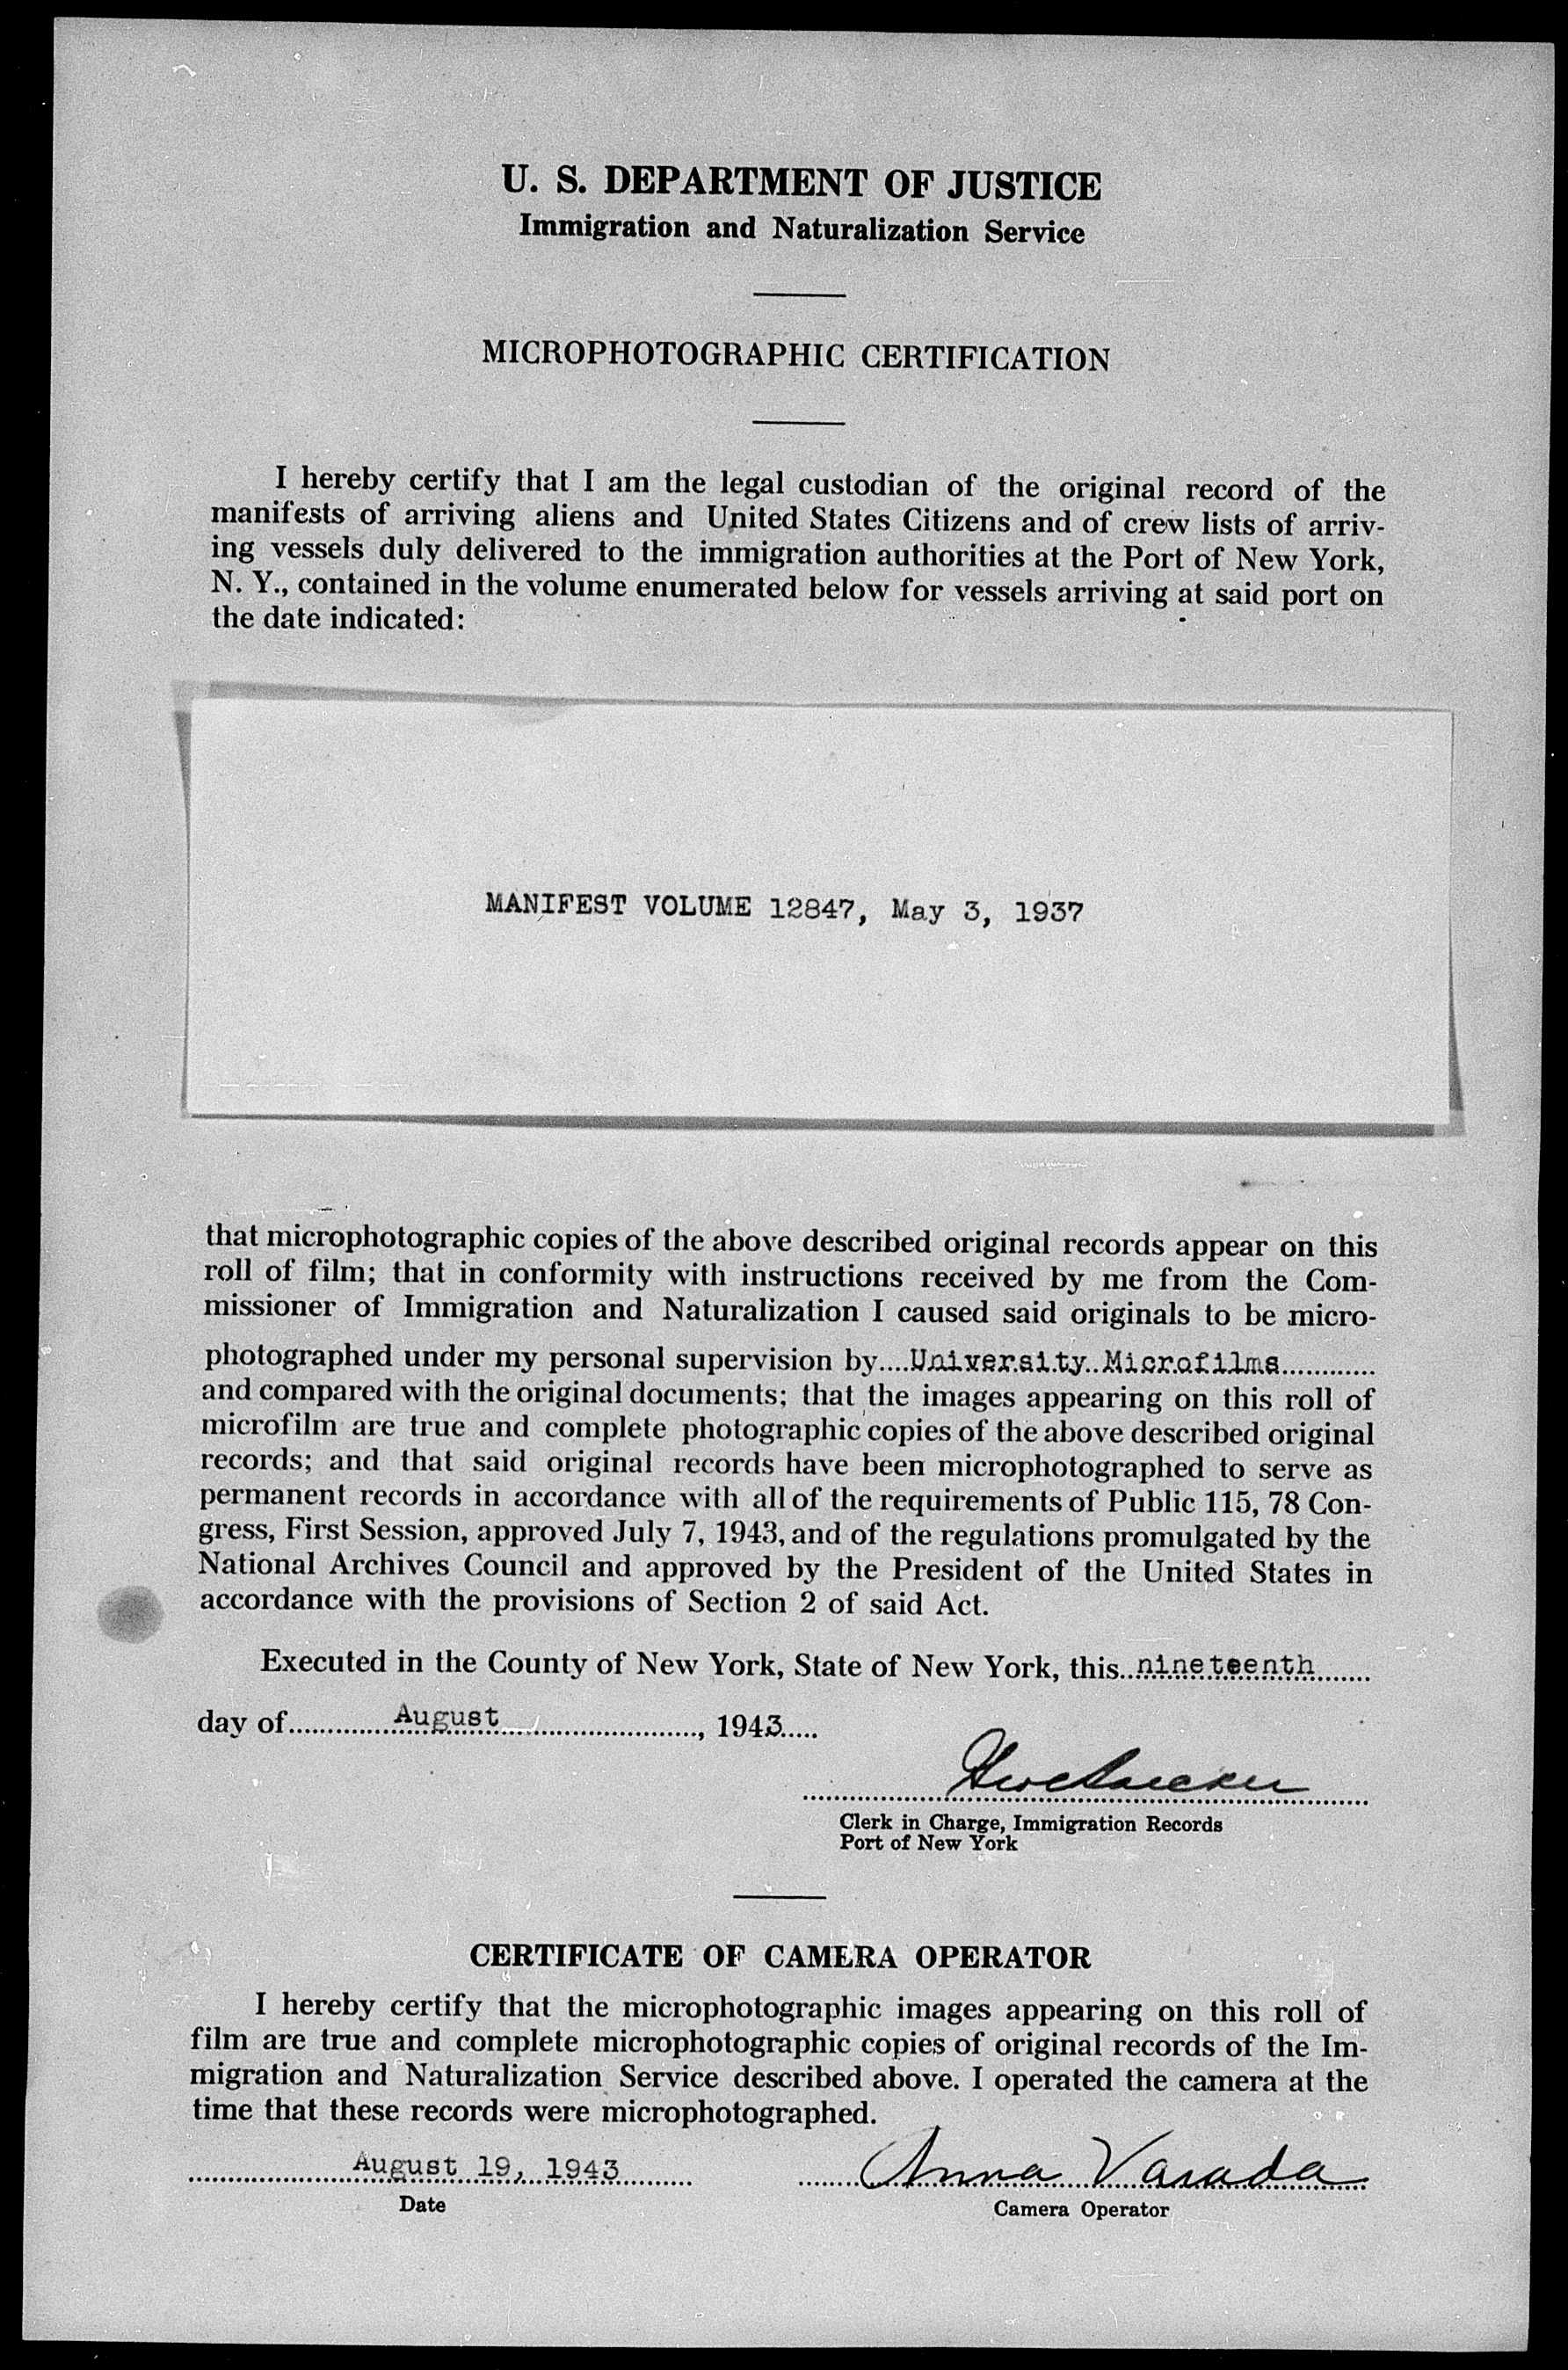 U. S. DEPARTMENT OF JUSTICE
Immigration and Naturalization Service
MICROPHOTOGRAPHIC CERTIFICATION
I hereby certify that I am the legal custodian of the original record of the
manifests of arriving aliens and United States Citizens and of crew lists of arriv-
ing vessels duly delivered to the immigration authorities at the Port of New York,
N. Y., contained in the volume enumerated below for vessels arriving at said port on
the date indicated:
MANIFEST VOLUME 12847, May 3, 1937
that microphotographic copies of the above described original records appear on this
roll of film; that in conformity with instructions received by me from the Com-
missioner of Immigration and Naturalization I caused said originals to be micro-
photographed under my personal supervision by....University Microfilms............
and compared with the original documents; that the images appearing on this roll of
microfilm are true and complete photographic copies of the above described original
records; and that said original records have been microphotographed to serve as
permanent records in accordance with all of the requirements of Public 115, 78 Con-
gress, First Session, approved July 7, 1943, and of the regulations promulgated by the
National Archives Council and approved by the President of the United States in
accordance with the provisions of Section 2 of said Act.
Executed in the County of New York, State of New York, this..nineteenth.......
day of.............August........................., 1943.....
Clerk in Charge, Immigration Records
Port of New York
CERTIFICATE OF CAMERA OPERATOR
I hereby certify that the microphotographic images appearing on this roll of
film are true and complete microphotographic copies of original records of the Im-
migration and Naturalization Service described above. I operated the camera at the
time that these records were microphotographed.
August 19, 1943 Anna Varada
Date Camera Operator